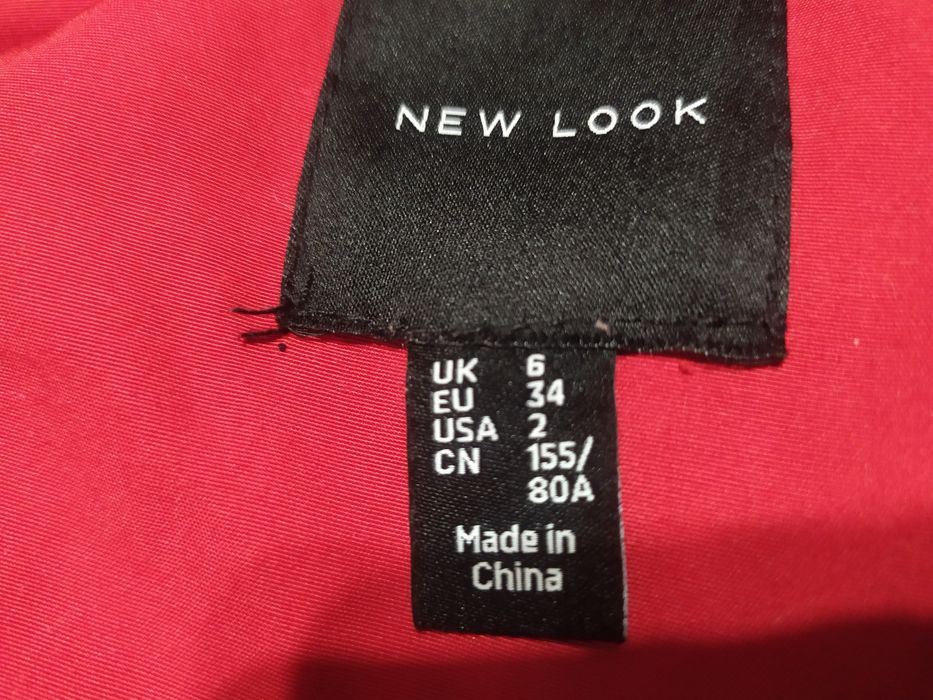 NEW LOOK
UK 6
EU 34
USA 2
CN 155/
80A
Made in
China